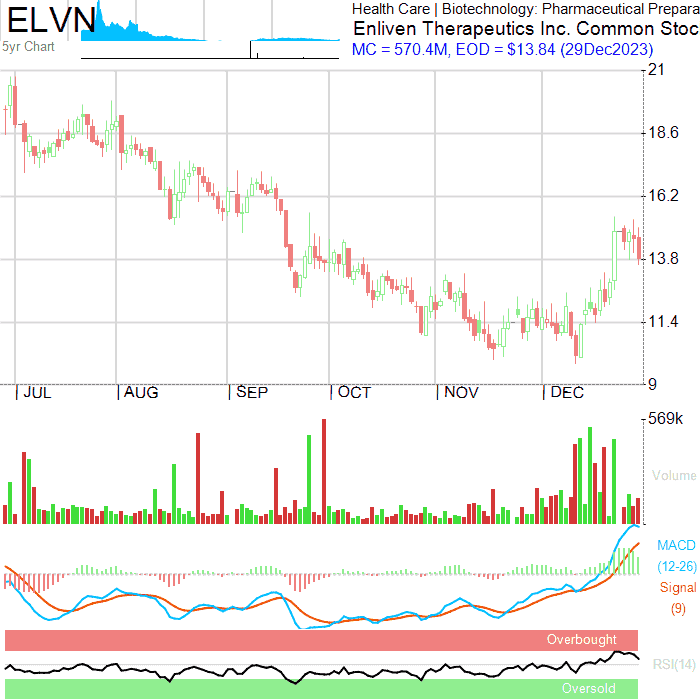 ELVN
5yr Chart
Health Care | Biotechnology: Pharmaceutical Prepara
Enliven Therapeutics Inc. Common Stoc
MC = 570.4M, EOD = $13.84 (29Dec2023)
21
18.6
16.2
13.8
11.4
9
JUL AUG SEP OCT NOV DEC
569k
Volume
MACD
(12-26)
Signal
(9)
Overbought
RSI(14)
Oversold